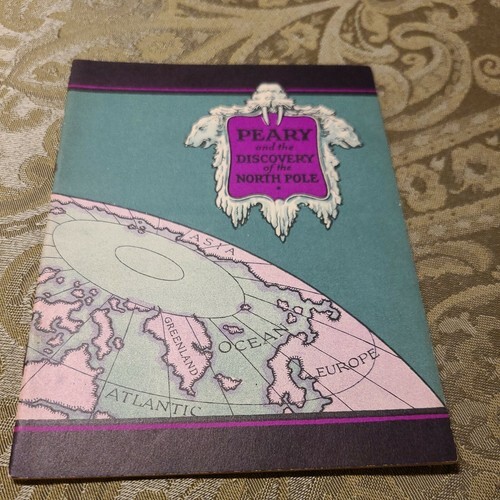 PEARY
and the
DISCOVERY
of the
NORTH POLE
ASIA
GREENLAND
OCEAN
EUROPE
ATLANTIC